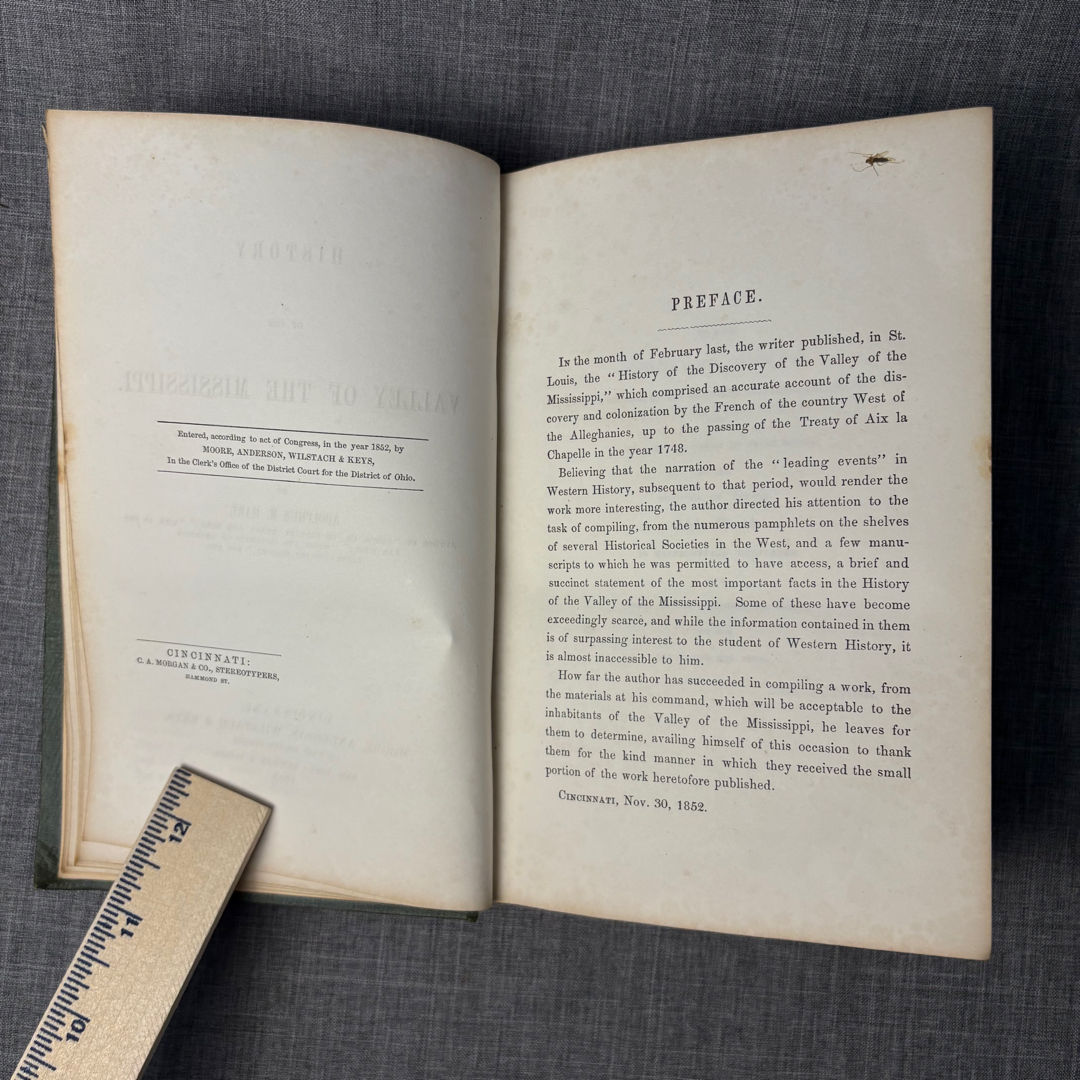 HISTORY
OF THE
VALLEY OF THE MISSISSIPPI.
Entered, according to act of Congress, in the year 1852, by
MOORE, ANDERSON, WILSTACH & KEYS,
In the Clerk's Office of the District Court for the District of Ohio.
CINCINNATI:
C. A. MORGAN & CO., STEREOTYPERS,
HAMMOND ST.
12
11
10
PREFACE.
In the month of February last, the writer published, in St.
Louis, the "History of the Discovery of the Valley of the
Mississippi," which comprised an accurate account of the dis-
covery and colonization by the French of the country West of
the Alleghanies, up to the passing of the Treaty of Aix la
Chapelle in the year 1748.
Believing that the narration of the "leading events" in
Western History, subsequent to that period, would render the
work more interesting, the author directed his attention to the
task of compiling, from the numerous pamphlets on the shelves
of several Historical Societies in the West, and a few manu-
scripts to which he was permitted to have access, a brief and
succinct statement of the most important facts in the History
of the Valley of the Mississippi. Some of these have become
exceedingly scarce, and while the information contained in them
is of surpassing interest to the student of Western History, it
is almost inaccessible to him.
How far the author has succeeded in compiling a work, from
the materials at his command, which will be acceptable to the
inhabitants of the Valley of the Mississippi, he leaves for
them to determine, availing himself of this occasion to thank
them for the kind manner in which they received the small
portion of the work heretofore published.
Cincinnati, Nov. 30, 1852.